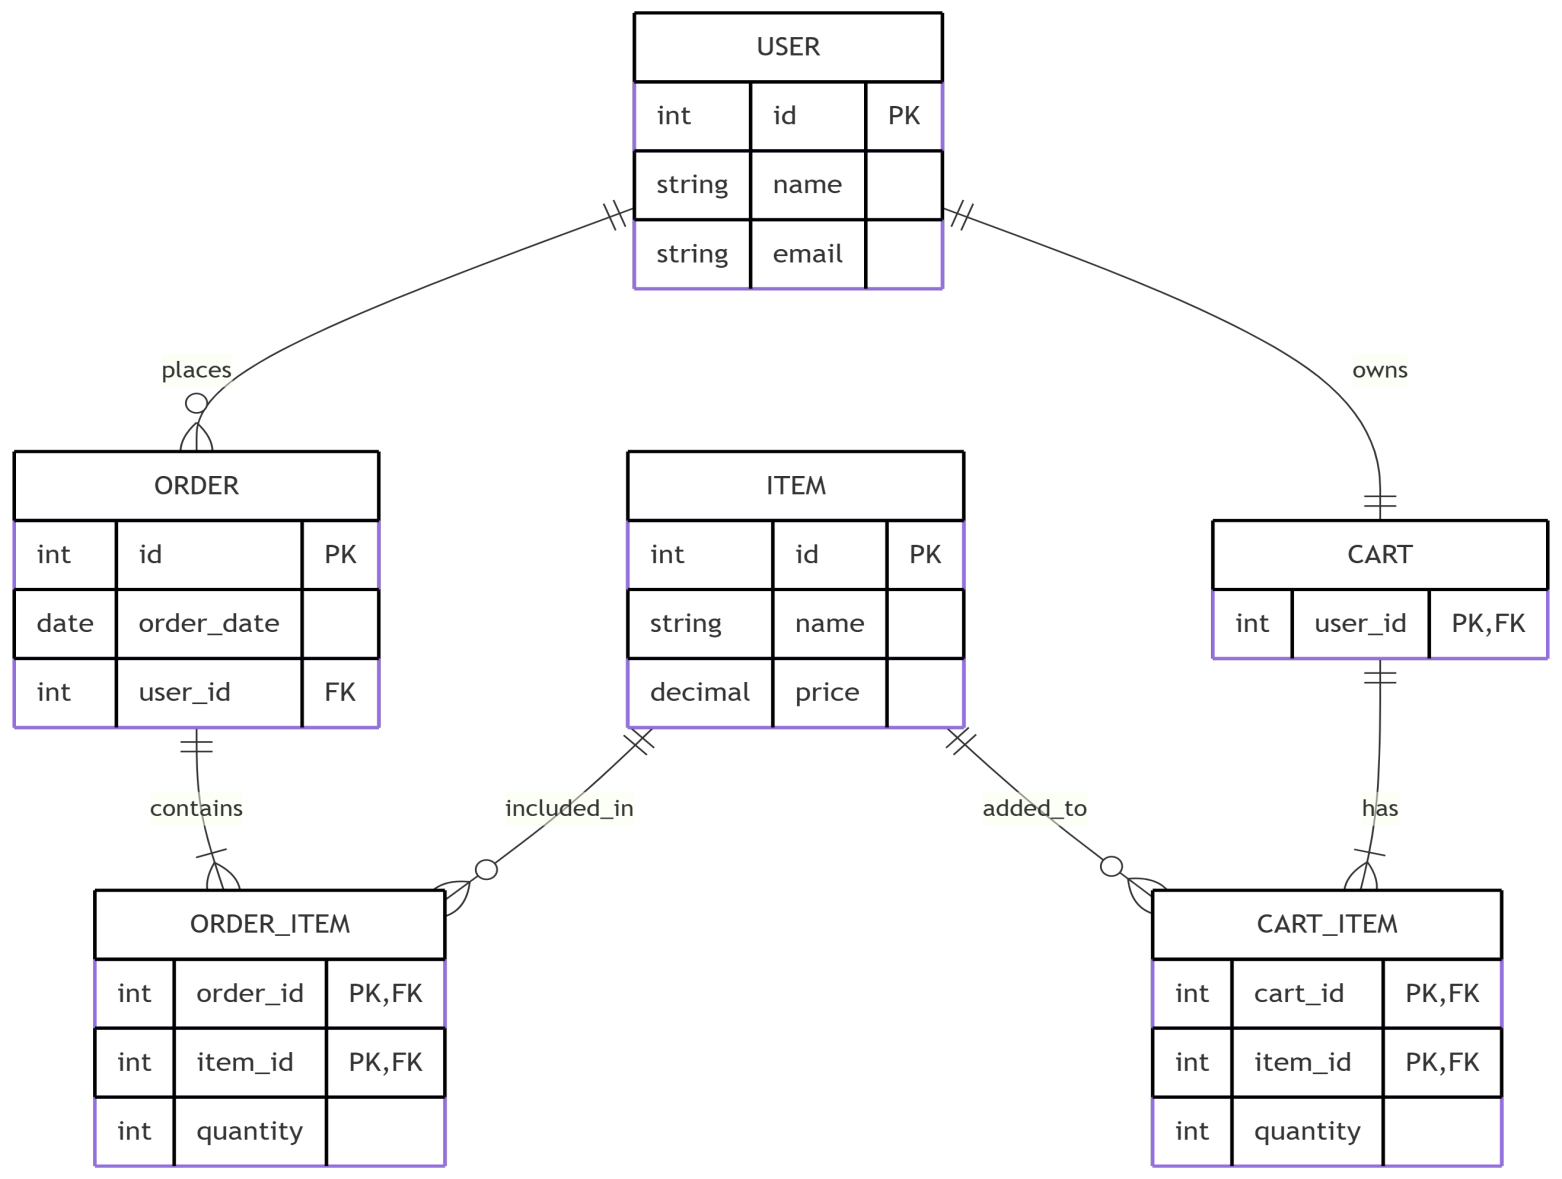 USER
int id PK
string name
string email
places
owns
ORDER
int id PK
date order_date
int user_id FK
ITEM
int id PK
string name
decimal price
CART
int user_id PK,FK
contains
included_in
added_to
has
ORDER_ITEM
int order_id PK,FK
int item_id PK,FK
int quantity
CART_ITEM
int cart_id PK,FK
int item_id PK,FK
int quantity